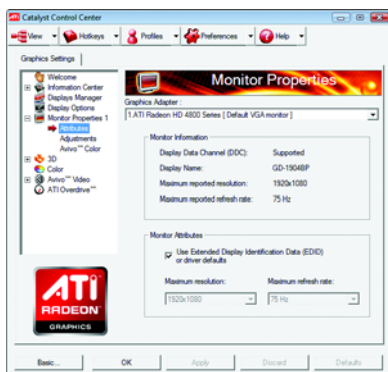 ATI Catalyst Control Center
View
Hotkeys
Profiles
Preferences
Help
Graphics Settings
Welcome
Information Center
Displays Manager
Display Options
Monitor Properties 1
Attributes
Adjustments
Avivo™ Color
3D
Color
Avivo™ Video
ATI Overdrive™
Monitor Properties
Graphics Adapter:
1.ATI Radeon HD 4800 Series [ Default VGA monitor ]
Monitor Information
Display Data Channel (DDC): Supported
Display Name: GD-1904BP
Maximum reported resolution: 1920x1080
Maximum reported refresh rate: 75 Hz
Monitor Attributes
Use Extended Display Identification Data (EDID)
or driver defaults
Maximum resolution: Maximum refresh rate:
1920x1080 75 Hz
ATI
RADEON
GRAPHICS
Basic... OK Apply Discard Defaults